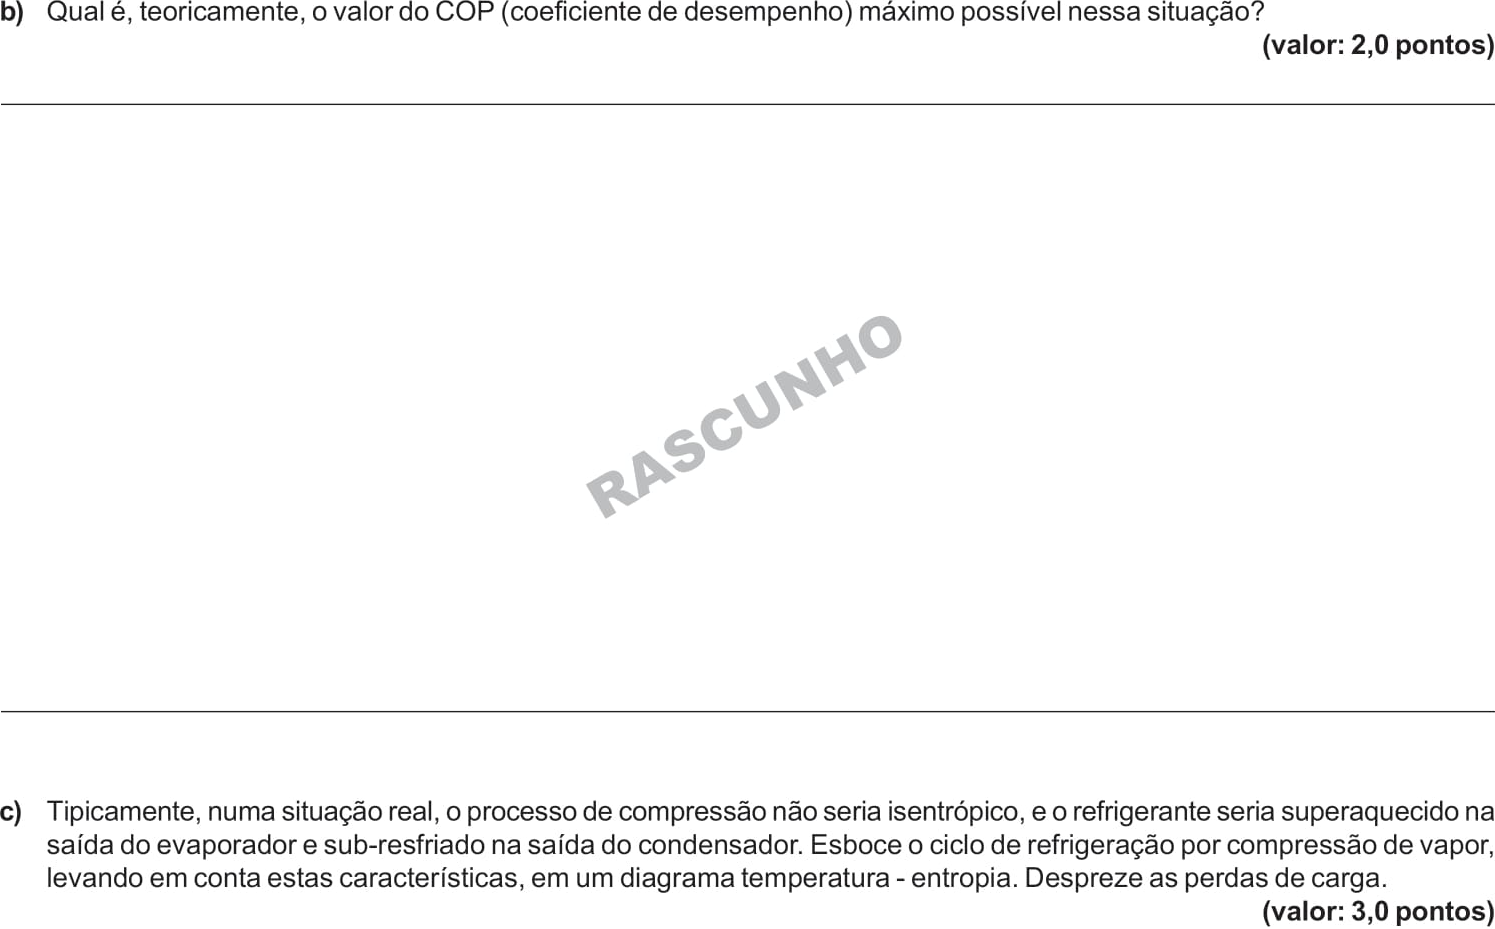 b) Qual é, teoricamente, o valor do COP (coeficiente de desempenho) máximo possível nessa situação?
(valor: 2,0 pontos)
RASCUNHO
c) Tipicamente, numa situação real, o processo de compressão não seria isentrópico, e o refrigerante seria superaquecido na
saída do evaporador e sub-resfriado na saída do condensador. Esboce o ciclo de refrigeração por compressão de vapor,
levando em conta estas características, em um diagrama temperatura - entropia. Despreze as perdas de carga.
(valor: 3,0 pontos)